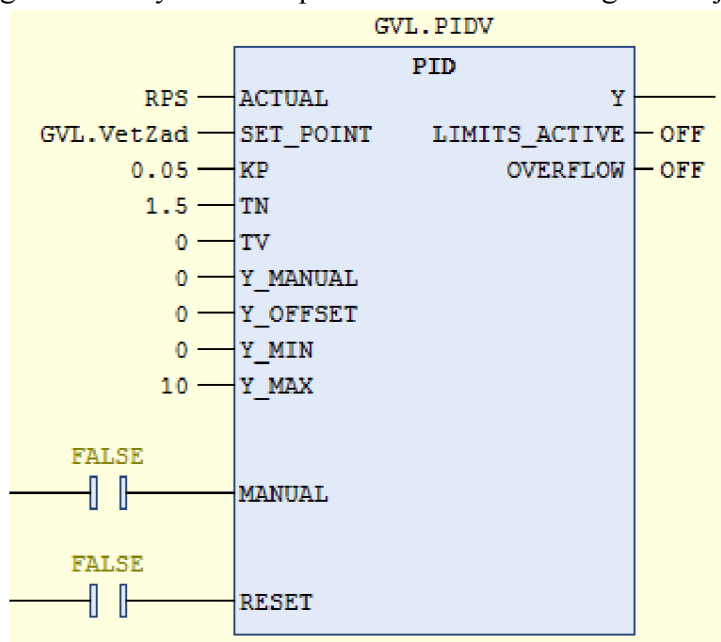 GVL.PIDV
PID
RPS ACTUAL Y
GVL.VetZad SET_POINT LIMITS_ACTIVE OFF
0.05 KP OVERFLOW OFF
1.5 TN
0 TV
0 Y_MANUAL
0 Y_OFFSET
0 Y_MIN
10 Y_MAX
FALSE
MANUAL
FALSE
RESET